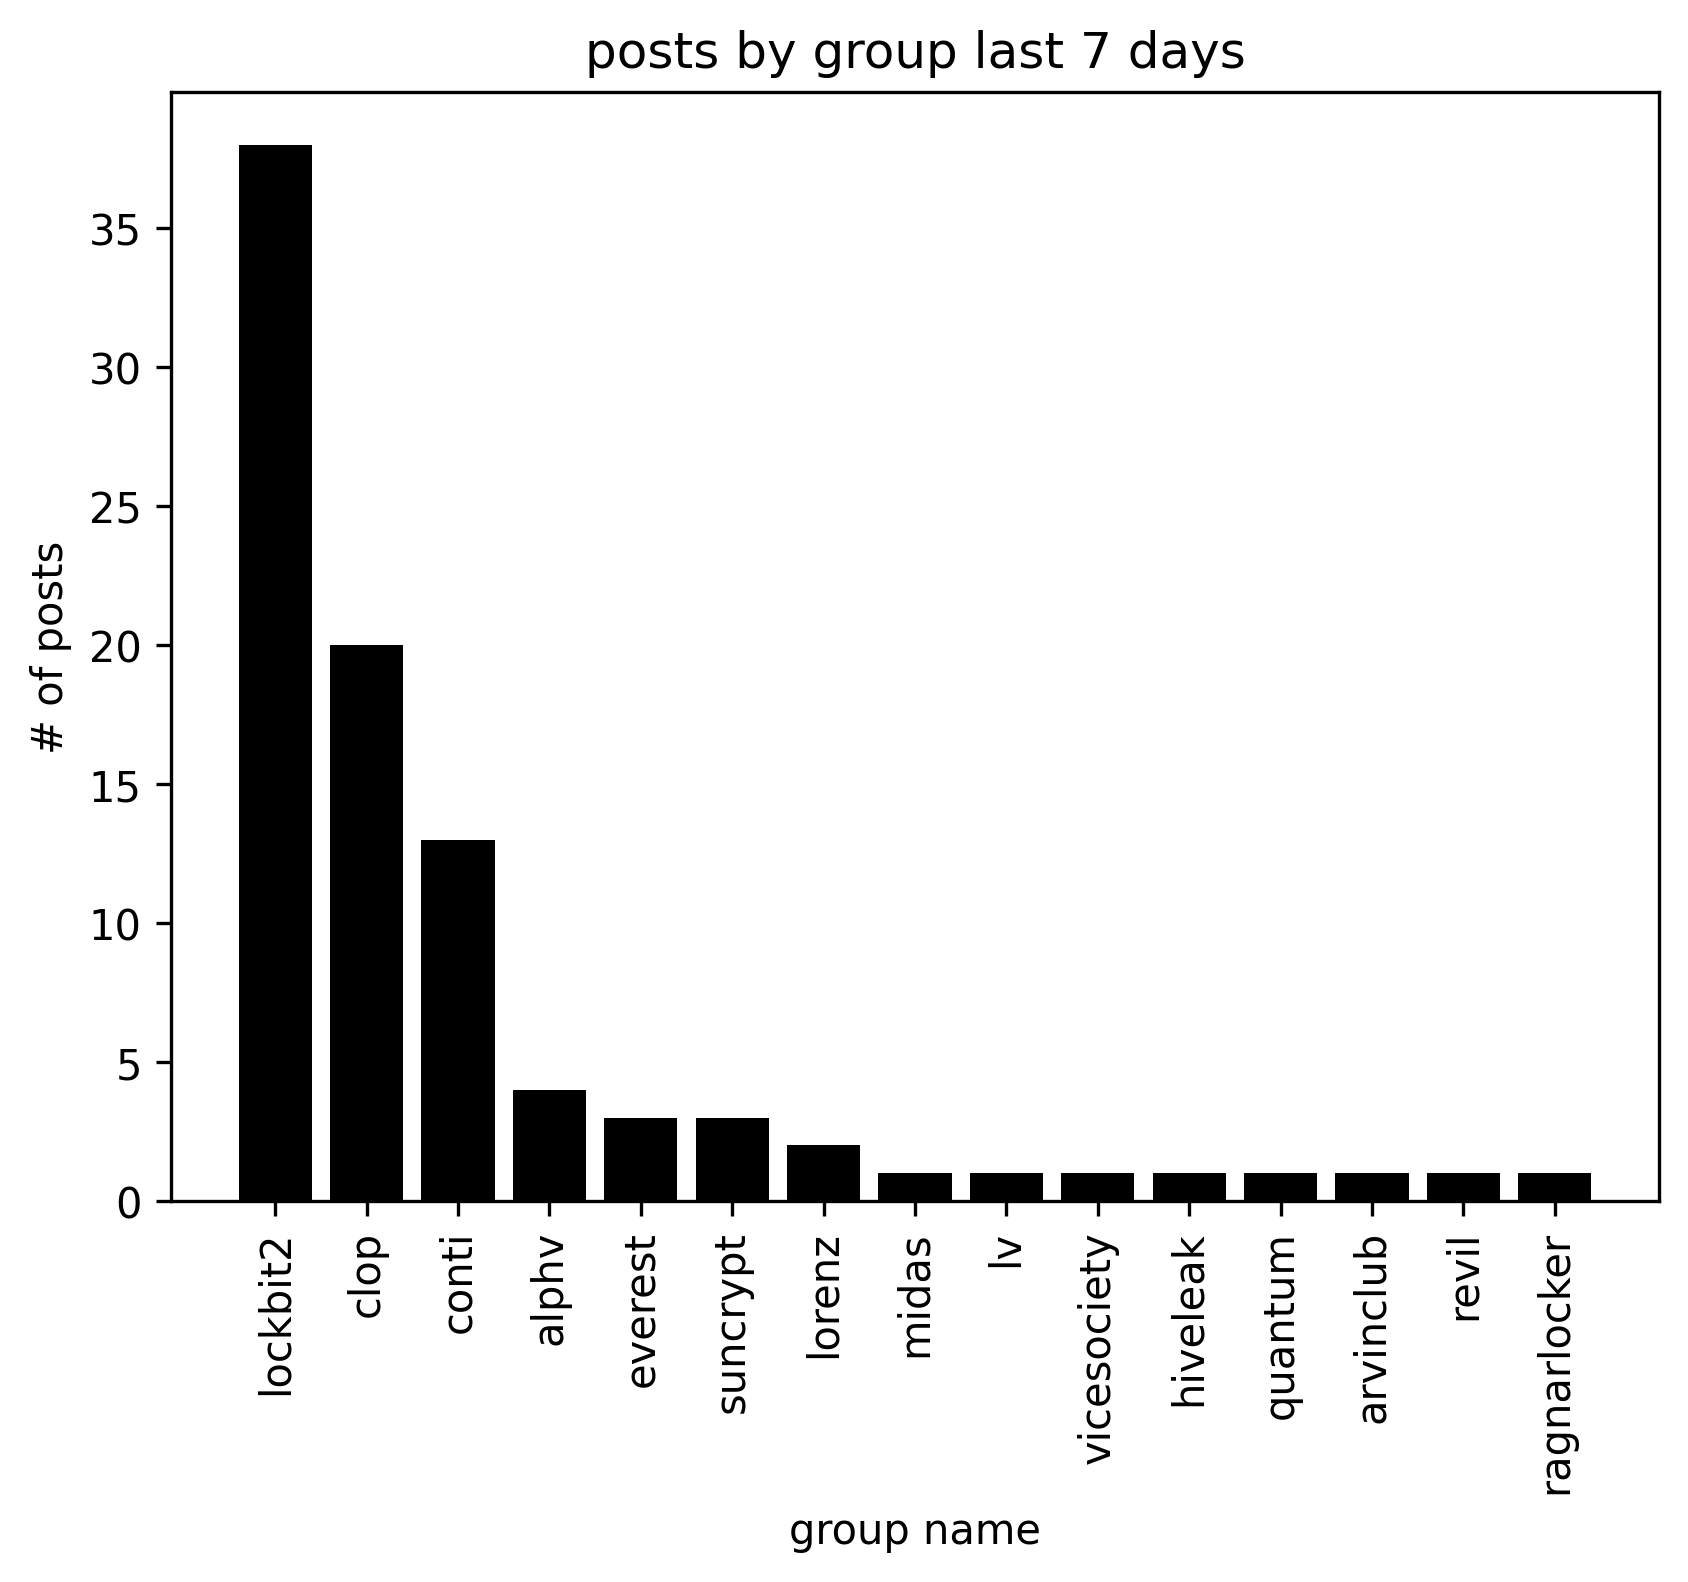 posts by group last 7 days
# of posts
35
30
25
20
15
10
5
0
lockbit2
clop
conti
alphv
everest
suncrypt
lorenz
midas
lv
vicesociety
hiveleak
quantum
arvinclub
revil
ragnarlocker
group name